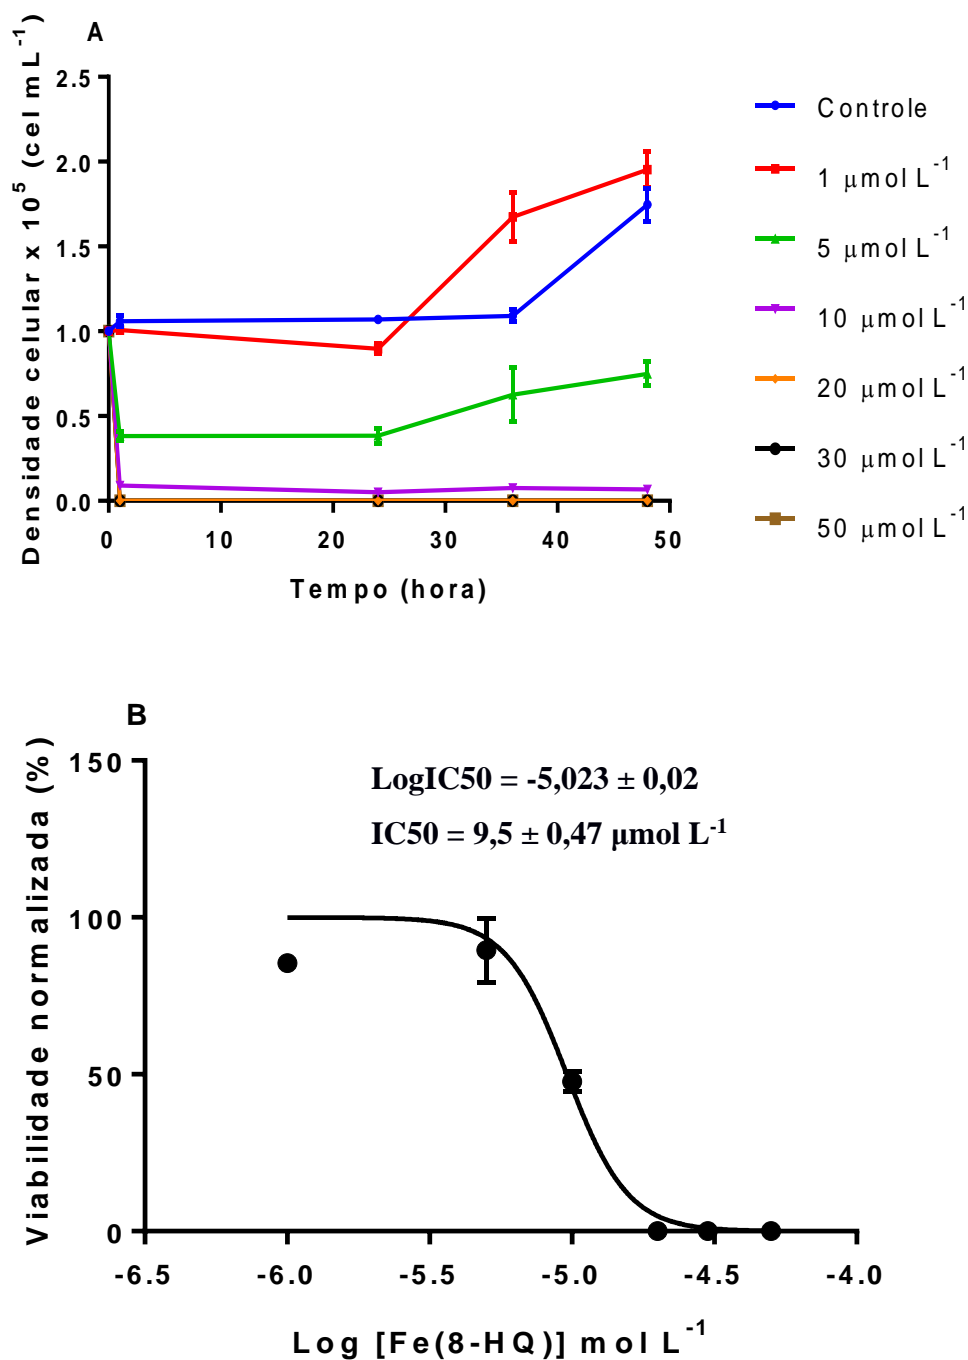 A
Densidade celular x 10⁵ (cel mL⁻¹)
2.5
2.0
1.5
1.0
0.5
0.0
0 10 20 30 40 50
Tempo (hora)
Controle
1 μmol L⁻¹
5 μmol L⁻¹
10 μmol L⁻¹
20 μmol L⁻¹
30 μmol L⁻¹
50 μmol L⁻¹
B
Viabilidade normalizada (%)
150
100
50
0
LogIC50 = -5,023 ± 0,02
IC50 = 9,5 ± 0,47 μmol L⁻¹
-6.5 -6.0 -5.5 -5.0 -4.5 -4.0
Log [Fe(8-HQ)] mol L⁻¹